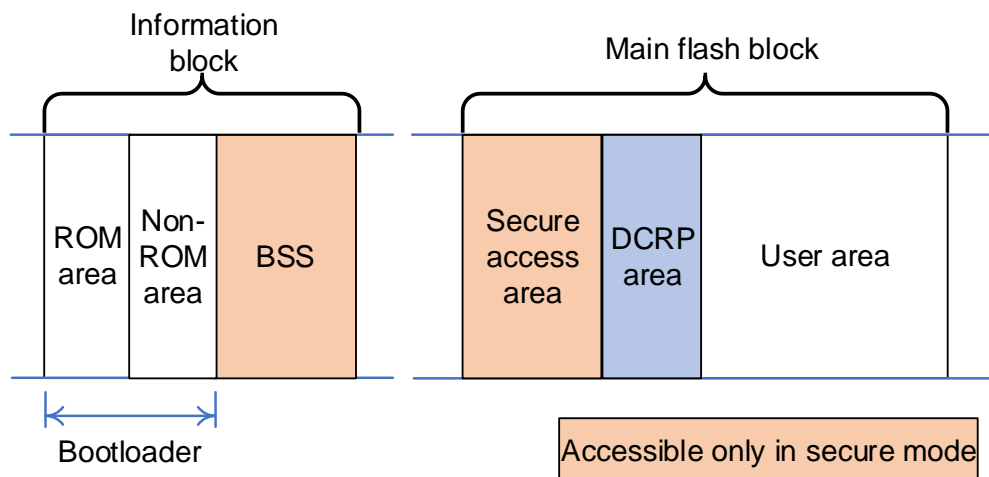 Information
block
Main flash block
ROM
area
Non-
ROM
area
BSS
Secure
access
area
DCRP
area
User area
Bootloader
Accessible only in secure mode